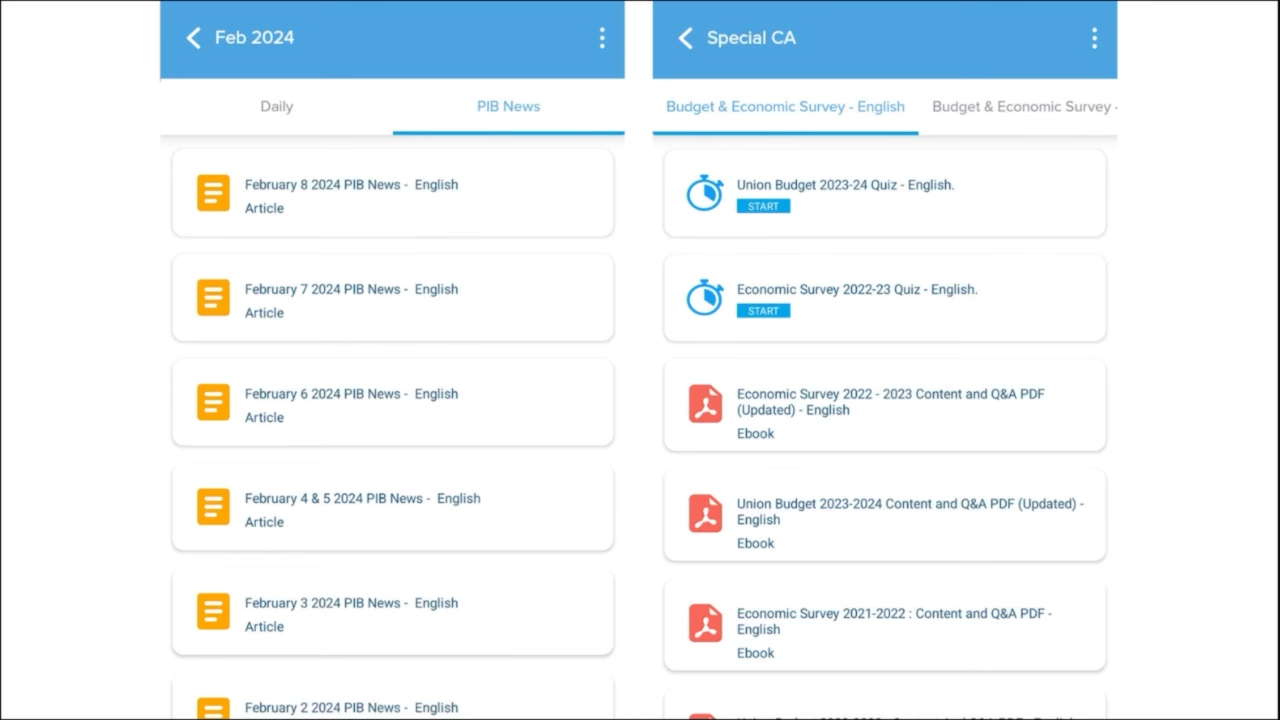 Feb 2024
Daily
PIB News
February 8 2024 PIB News - English
Article
February 7 2024 PIB News - English
Article
February 6 2024 PIB News - English
Article
February 4 & 5 2024 PIB News - English
Article
February 3 2024 PIB News - English
Article
February 2 2024 PIB News - English
Special CA
Budget & Economic Survey - English
Budget & Economic Survey -
Union Budget 2023-24 Quiz - English.
START
Economic Survey 2022-23 Quiz - English.
START
Economic Survey 2022 - 2023 Content and Q&A PDF
(Updated) - English
Ebook
Union Budget 2023-2024 Content and Q&A PDF (Updated) -
English
Ebook
Economic Survey 2021-2022 : Content and Q&A PDF -
English
Ebook